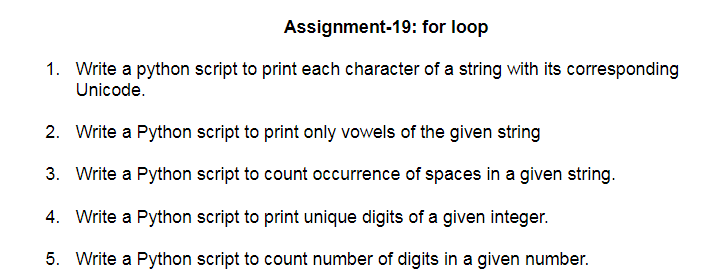 Assignment-19: for loop
1. Write a python script to print each character of a string with its corresponding
Unicode.
2. Write a Python script to print only vowels of the given string
3. Write a Python script to count occurrence of spaces in a given string.
4. Write a Python script to print unique digits of a given integer.
5. Write a Python script to count number of digits in a given number.